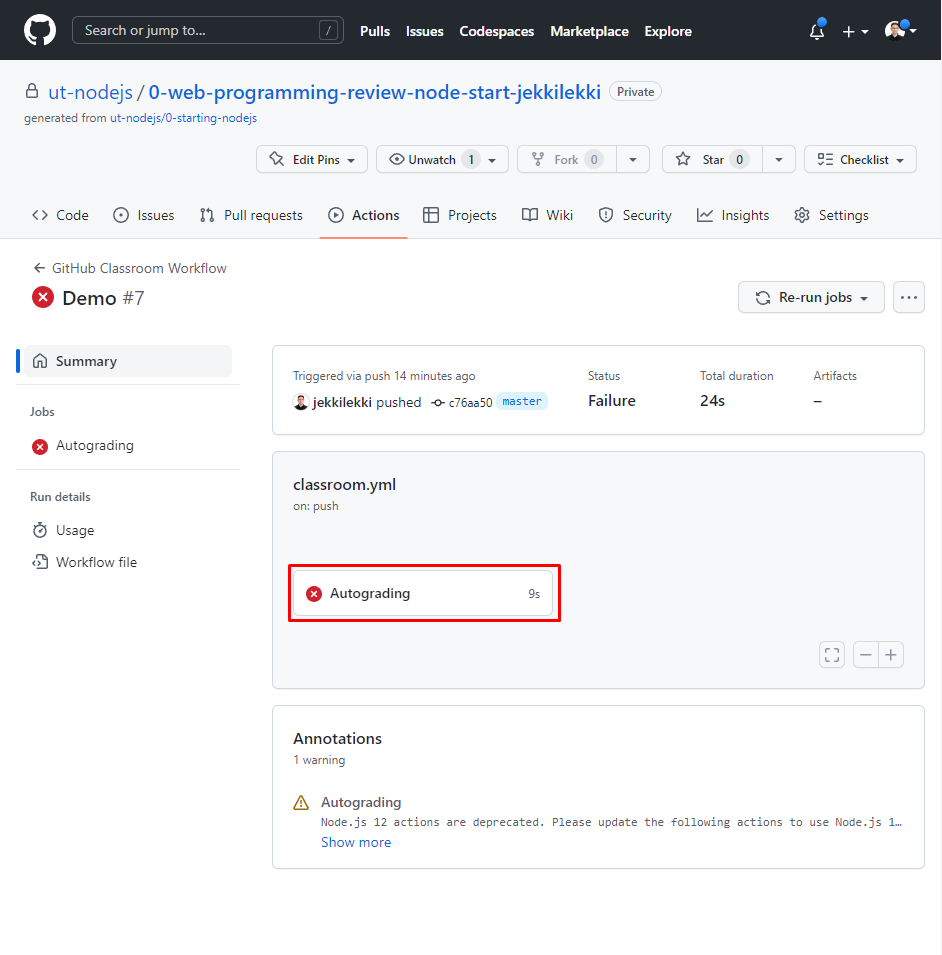 Search or jump to... /
Pulls Issues Codespaces Marketplace Explore
ut-nodejs / 0-web-programming-review-node-start-jekkilekki Private
generated from ut-nodejs/0-starting-nodejs
Edit Pins Unwatch 1 Fork 0 Star 0 Checklist
Code Issues Pull requests Actions Projects Wiki Security Insights Settings
← GitHub Classroom Workflow
Demo #7
Re-run jobs ...
Summary
Jobs
Autograding
Run details
Usage
Workflow file
Triggered via push 14 minutes ago
jekkilekki pushed c76aa50 master
Status
Failure
Total duration
24s
Artifacts
–
classroom.yml
on: push
Autograding 9s
Annotations
1 warning
Autograding
Node.js 12 actions are deprecated. Please update the following actions to use Node.js 1…
Show more